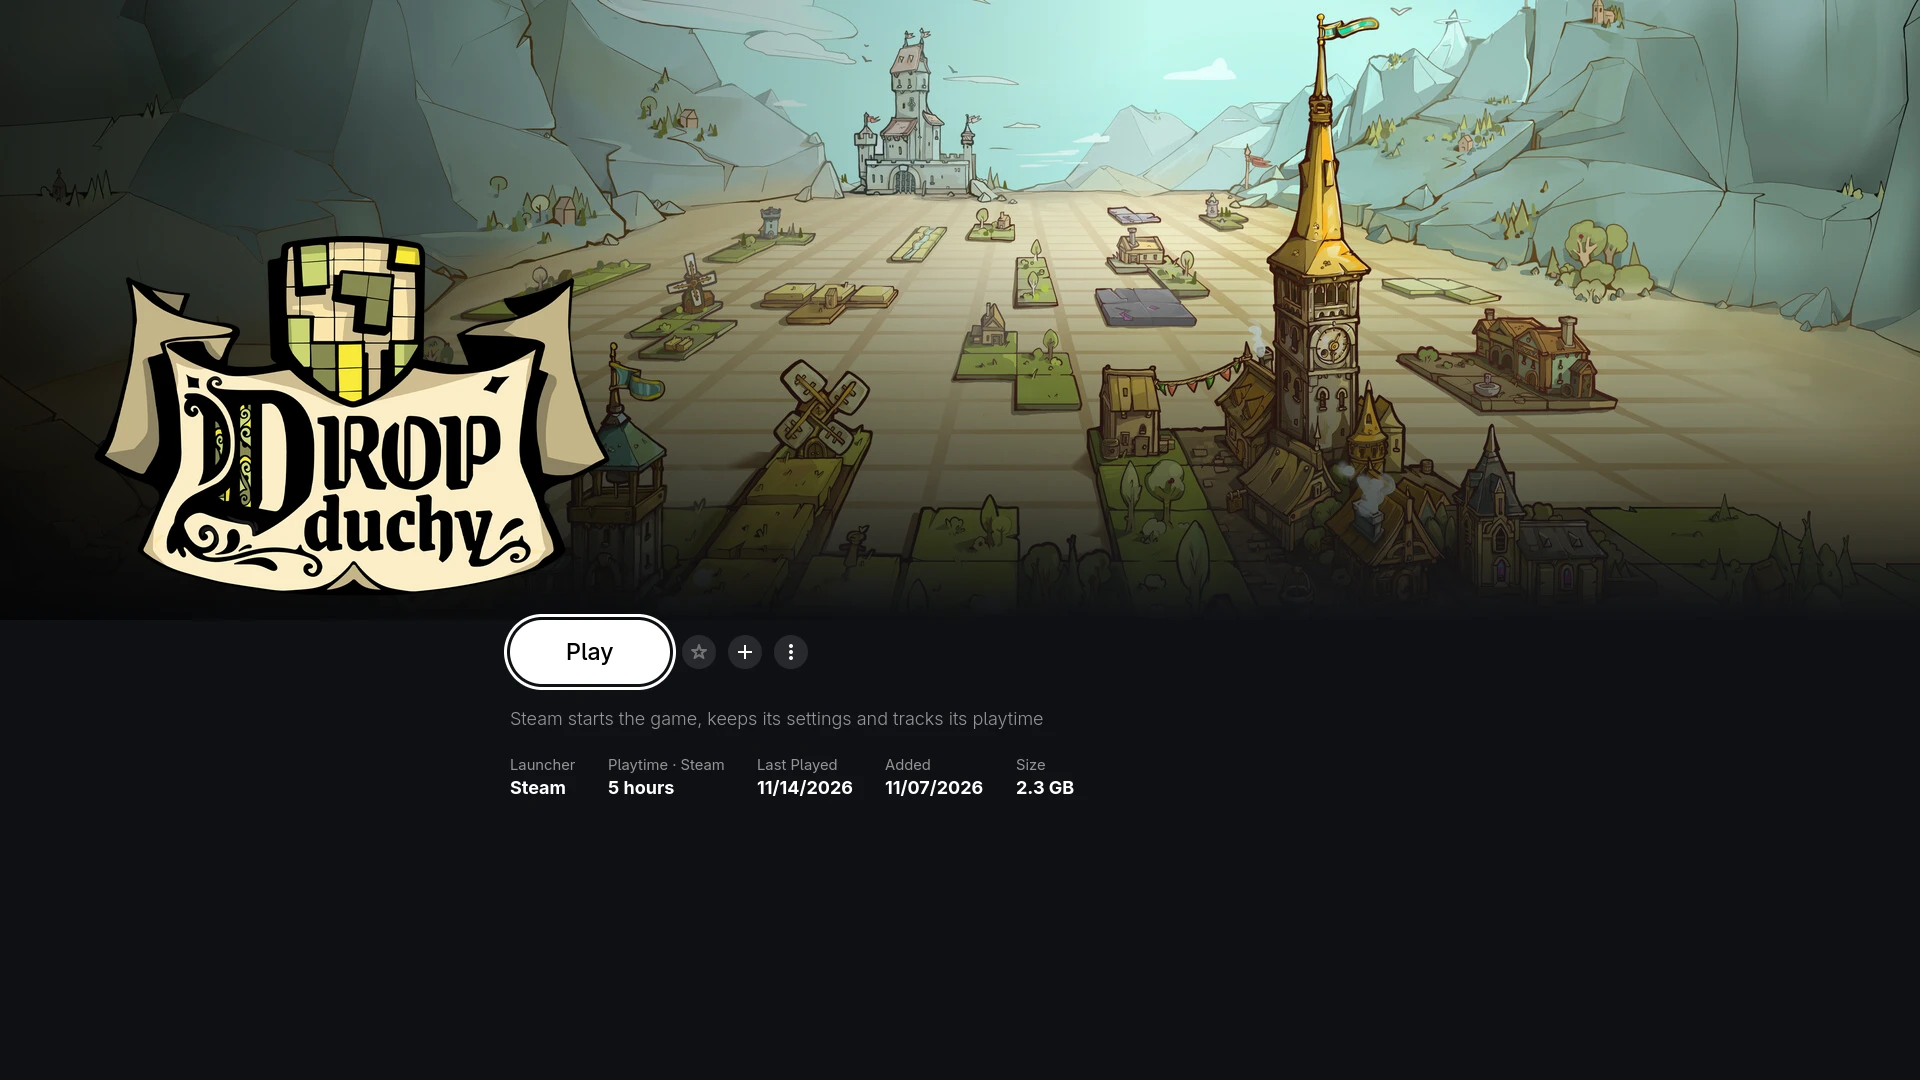 DROP
duchy
Play
Steam starts the game, keeps its settings and tracks its playtime
Launcher Playtime · Steam Last Played Added Size
Steam 5 hours 11/14/2026 11/07/2026 2.3 GB